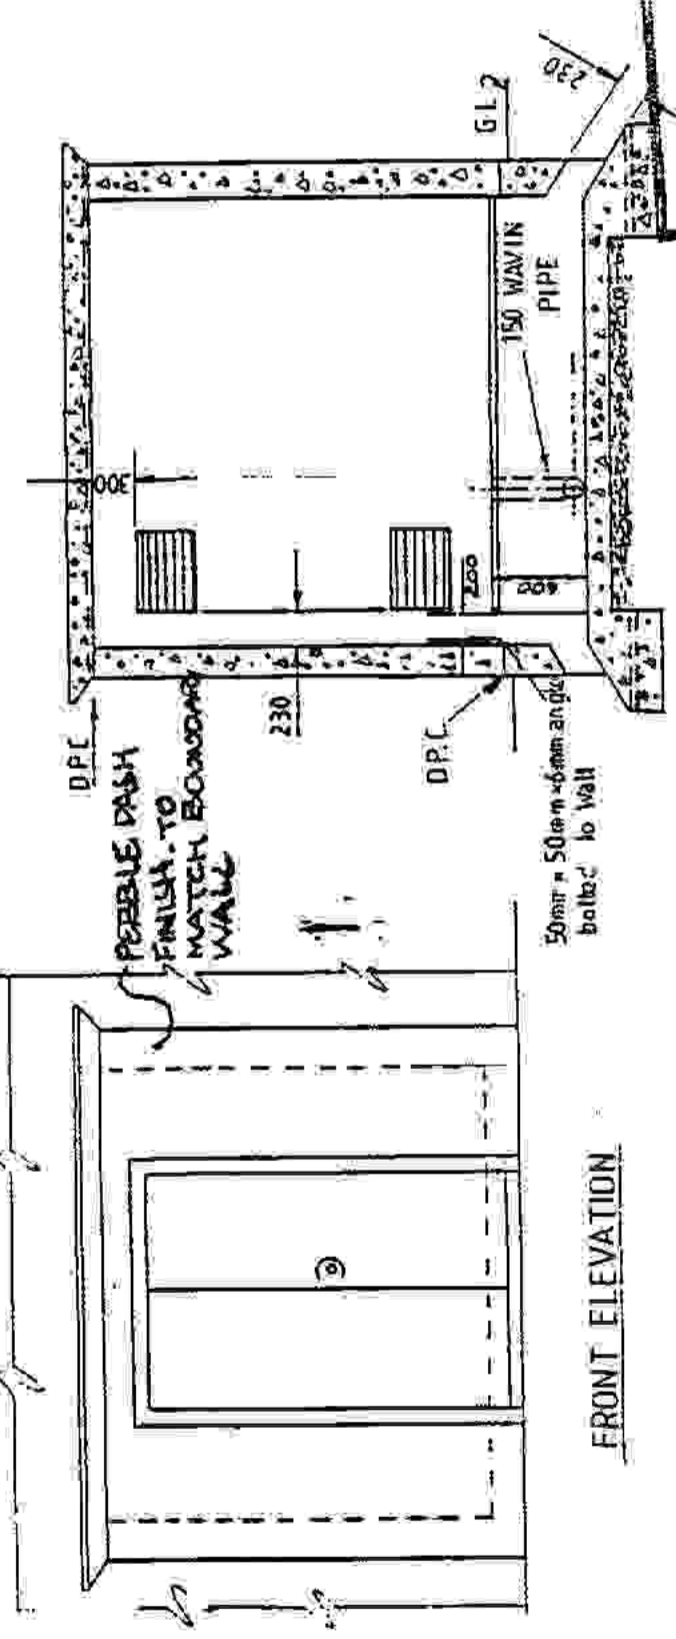 230
G L 2
150 WAVIN
PIPE
300
200
600
230
D P C
D.P.C.
PEBBLE DASH
FINISH. TO
MATCH BOUNDARY
WALL
50mm × 50mm × 6mm angle
bolted to Wall
FRONT ELEVATION